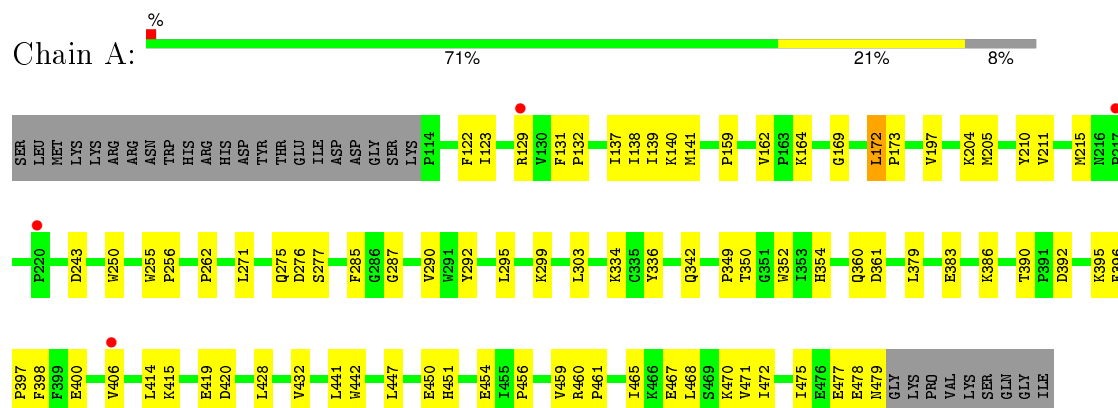 %
Chain A:
71% 21% 8%
SER LEU MET LYS LYS ARG ARG ASN TRP HIS ARG HIS ASP TYR THR GLU ILE ASP ASP GLY SER LYS P114 F122 I123 R129 V130 F131 P132 I137 I138 I139 K140 M141 P159 V162 P163 K164 G169 L172 P173 V197 K204 M205 Y210 V211 M215 N216
P220 D243 W250 W255 P256 P262 L271 Q275 D276 S277 F285 G286 G287 V290 W291 Y292 L295 K299 L303 K334 C335 Y336 Q342 P349 T350 G351 W352 I353 H354 Q360 D361 L379 E383 K386 T390 P391 D392 K395
P397 F398 F399 E400 V406 L414 K415 E419 D420 L428 V432 L441 W442 L447 E450 H451 E454 I455 P456 V459 R460 P461 I465 K466 E467 L468 S469 K470 V471 I472 I475 E476 E477 E478 N479 GLY LYS PRO VAL LYS SER GLN GLY ILE